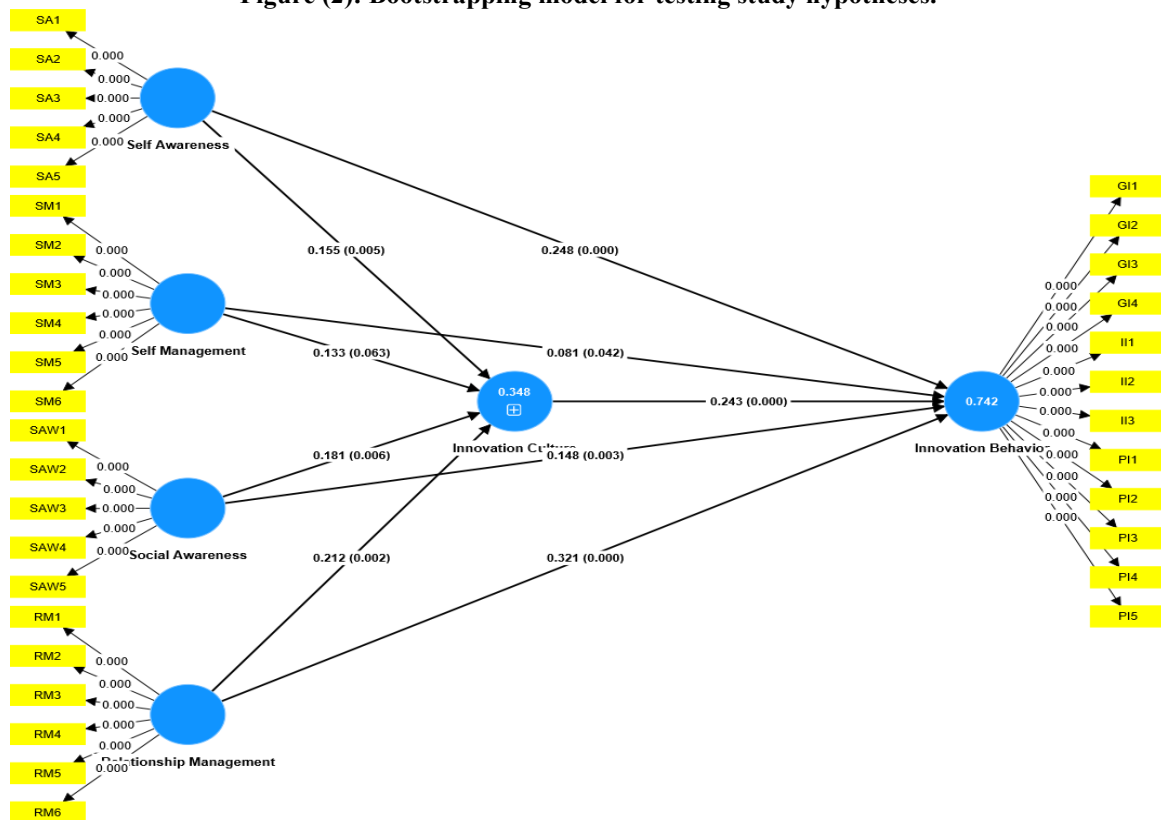 Figure (2): Bootstrapping model for testing study hypotheses.
SA1
SA2
SA3
SA4
SA5
0.000
0.000
0.000
0.000
0.000
Self Awareness
SM1
SM2
SM3
SM4
SM5
SM6
0.000
0.000
0.000
0.000
0.000
0.000
Self Management
SAW1
SAW2
SAW3
SAW4
SAW5
0.000
0.000
0.000
0.000
0.000
Social Awareness
RM1
RM2
RM3
RM4
RM5
RM6
0.000
0.000
0.000
0.000
0.000
0.000
Relationship Management
0.155 (0.005)
0.133 (0.063)
0.181 (0.006)
0.212 (0.002)
0.348
Innovation Culture
0.248 (0.000)
0.081 (0.042)
0.243 (0.000)
0.148 (0.003)
0.321 (0.000)
0.742
Innovation Behavior
0.000
0.000
0.000
0.000
0.000
0.000
0.000
0.000
0.000
0.000
0.000
0.000
GI1
GI2
GI3
GI4
II1
II2
II3
PI1
PI2
PI3
PI4
PI5